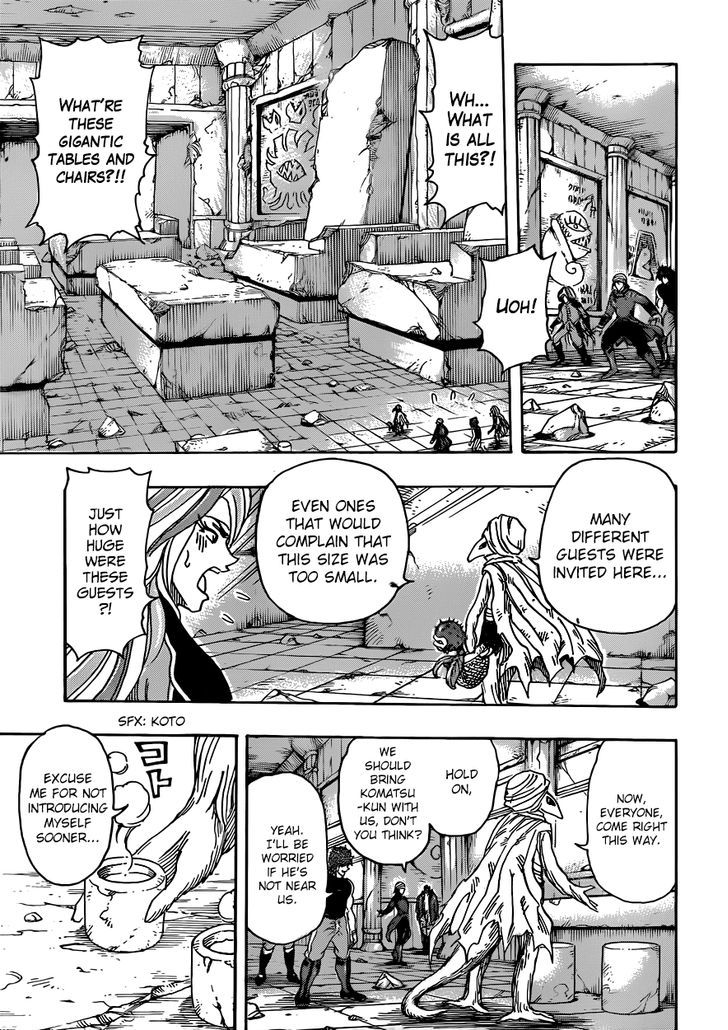 UOH!
WH...
WHAT
IS ALL
THIS?!
WHAT'RE
THESE
GIGANTIC
TABLES AND
CHAIRS?!!
MANY
DIFFERENT
GUESTS WERE
INVITED HERE...
EVEN ONES
THAT WOULD
COMPLAIN THAT
THIS SIZE WAS
TOO SMALL.
JUST
HOW
HUGE
WERE
THESE
GUESTS
?!
NOW,
EVERYONE,
COME RIGHT
THIS WAY.
HOLD
ON,
WE
SHOULD
BRING
KOMATSU
-KUN WITH
US, DON'T
YOU THINK?
YEAH.
I'LL BE
WORRIED
IF HE'S
NOT NEAR
US.
SFX: KOTO
コト
EXCUSE
ME FOR NOT
INTRODUCING
MYSELF
SOONER...